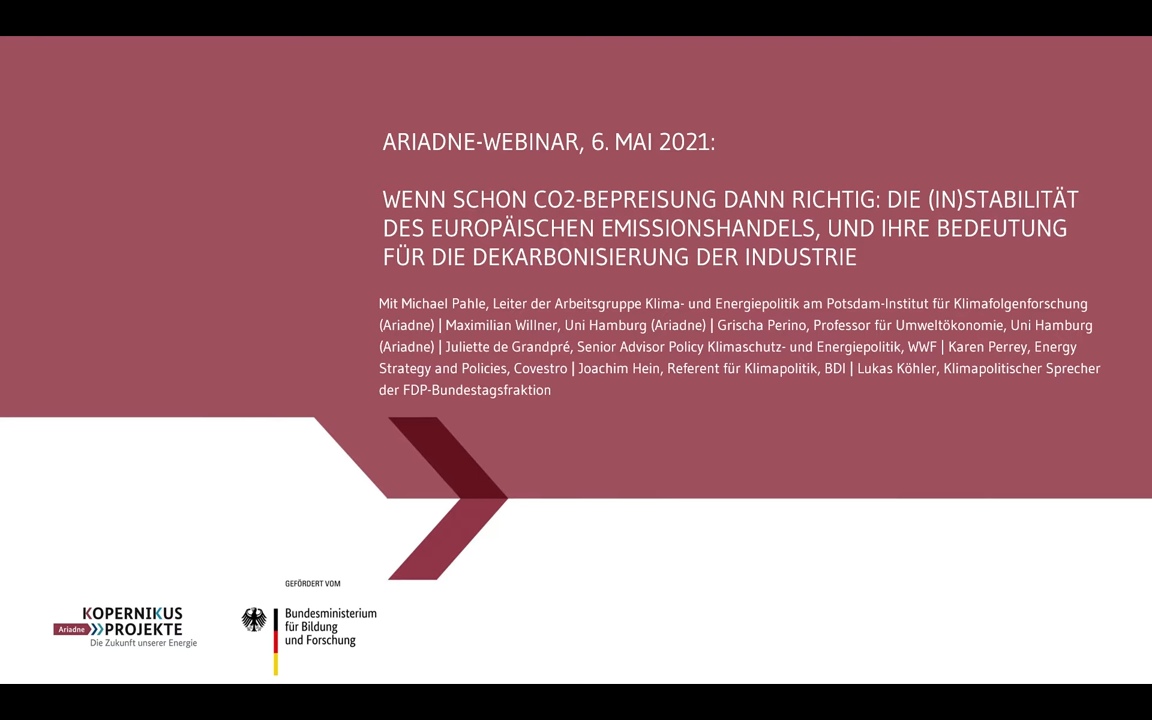 ARIADNE-WEBINAR, 6. MAI 2021:
WENN SCHON CO2-BEPREISUNG DANN RICHTIG: DIE (IN)STABILITÄT
DES EUROPÄISCHEN EMISSIONSHANDELS, UND IHRE BEDEUTUNG
FÜR DIE DEKARBONISIERUNG DER INDUSTRIE
Mit Michael Pahle, Leiter der Arbeitsgruppe Klima- und Energiepolitik am Potsdam-Institut für Klimafolgenforschung
(Ariadne) | Maximilian Willner, Uni Hamburg (Ariadne) | Grischa Perino, Professor für Umweltökonomie, Uni Hamburg
(Ariadne) | Juliette de Grandpré, Senior Advisor Policy Klimaschutz- und Energiepolitik, WWF | Karen Perrey, Energy
Strategy and Policies, Covestro | Joachim Hein, Referent für Klimapolitik, BDI | Lukas Köhler, Klimapolitischer Sprecher
der FDP-Bundestagsfraktion
GEFÖRDERT VOM
KOPERNIKUS
Ariadne PROJEKTE
Die Zukunft unserer Energie
Bundesministerium
für Bildung
und Forschung